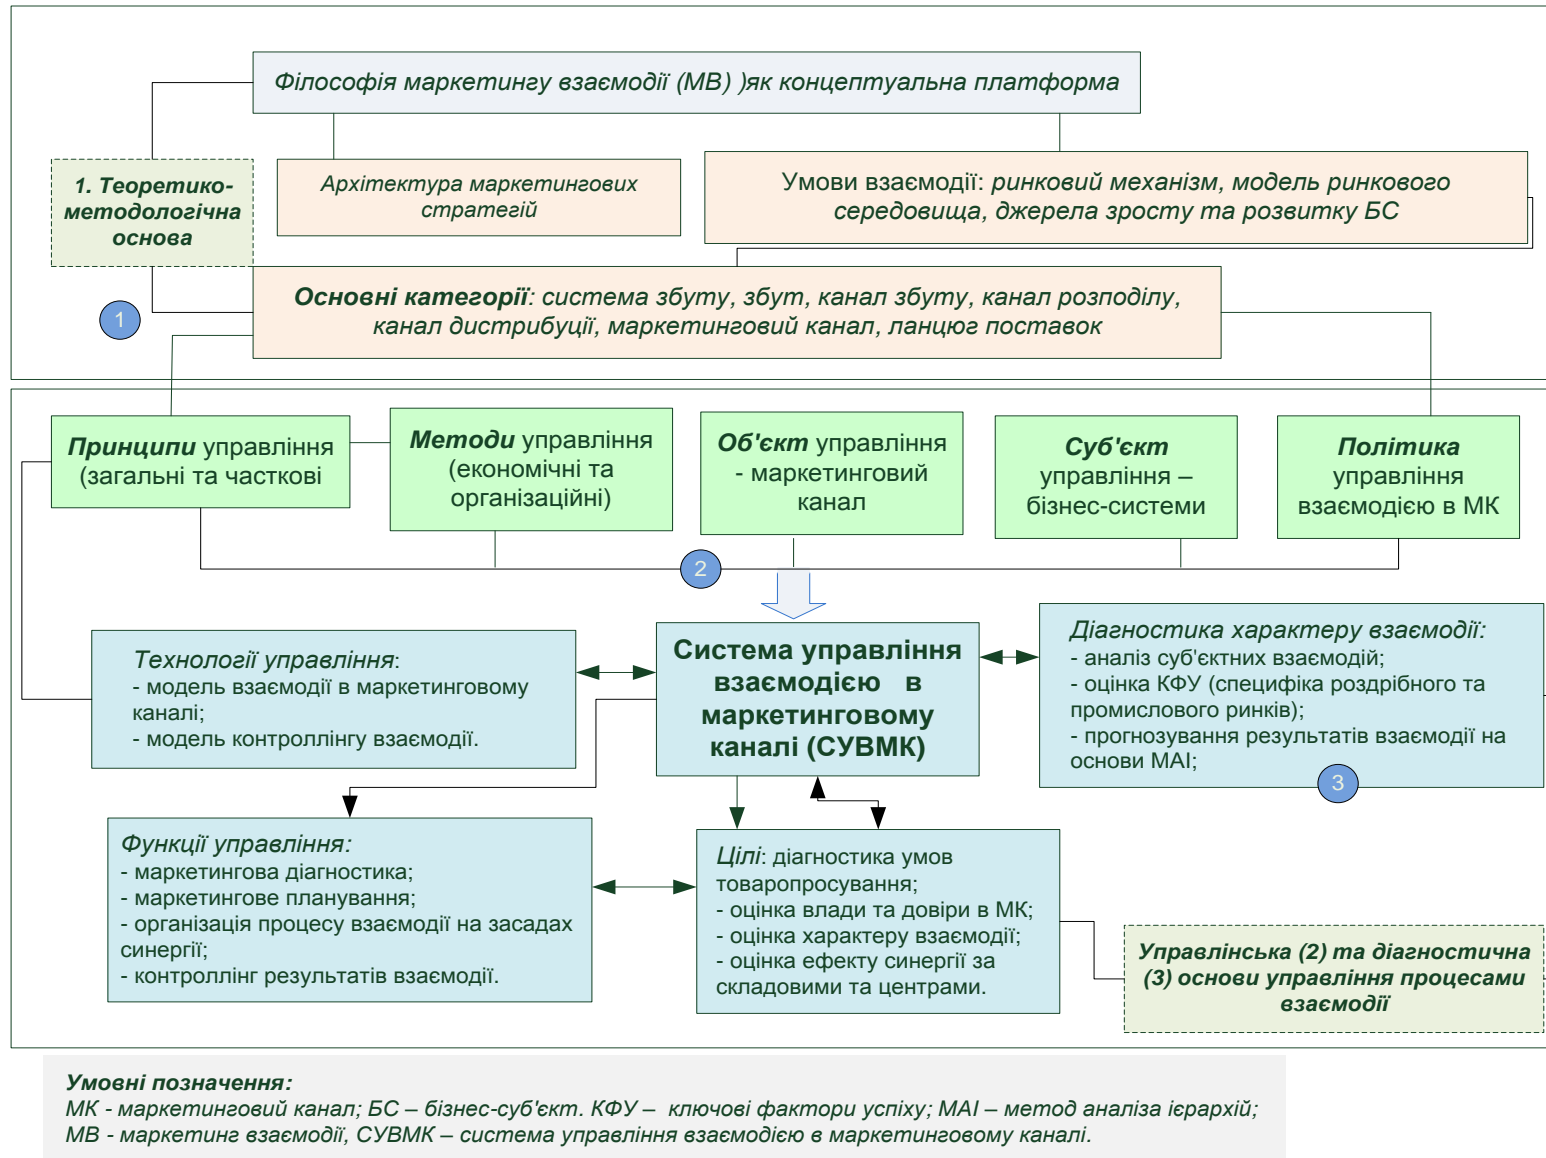 Філософія маркетингу взаємодії (МВ) )як концептуальна платформа
1. Теоретико-
методологічна
основа
Архітектура маркетингових
стратегій
Умови взаємодії: ринковий механізм, модель ринкового
середовища, джерела зросту та розвитку БС
Основні категорії: система збуту, збут, канал збуту, канал розподілу,
канал дистрибуції, маркетинговий канал, ланцюг поставок
1
Принципи управління
(загальні та часткові
Методи управління
(економічні та
організаційні)
Об'єкт управління
- маркетинговий
канал
Суб'єкт
управління –
бізнес-системи
Політика
управління
взаємодією в МК
2
Технології управління:
- модель взаємодії в маркетинговому
каналі;
- модель контроллінгу взаємодії.
Система управління
взаємодією в
маркетинговому
каналі (СУВМК)
Діагностика характеру взаємодії:
- аналіз суб'єктних взаємодій;
- оцінка КФУ (специфіка роздрібного та
промислового ринків);
- прогнозування результатів взаємодії на
основі МАІ;
3
Функції управління:
- маркетингова діагностика;
- маркетингове планування;
- організація процесу взаємодії на засадах
синергії;
- контроллінг результатів взаємодії.
Цілі: діагностика умов
товаропросування;
- оцінка влади та довіри в МК;
- оцінка характеру взаємодії;
- оцінка ефекту синергії за
складовими та центрами.
Управлінська (2) та діагностична
(3) основи управління процесами
взаємодії
Умовні позначення:
МК - маркетинговий канал; БС – бізнес-суб'єкт. КФУ – ключові фактори успіху; МАІ – метод аналіза ієрархій;
МВ - маркетинг взаємодії, СУВМК – система управління взаємодією в маркетинговому каналі.